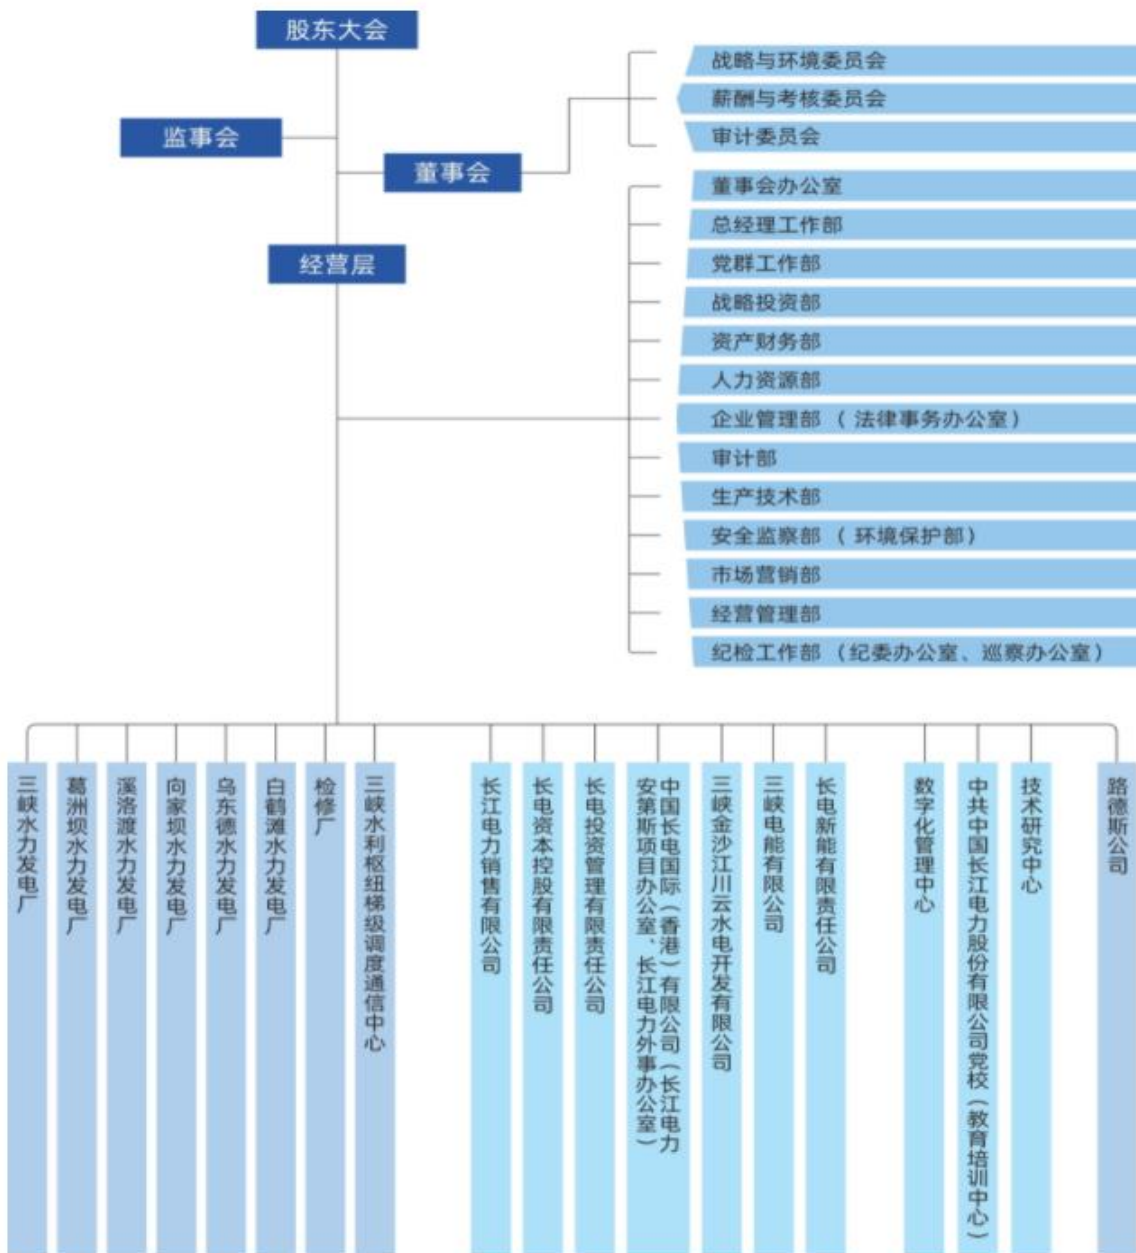 股东大会
监事会
董事会
经营层
战略与环境委员会
薪酬与考核委员会
审计委员会
董事会办公室
总经理工作部
党群工作部
战略投资部
资产财务部
人力资源部
企业管理部（法律事务办公室）
审计部
生产技术部
安全监察部（环境保护部）
市场营销部
经营管理部
纪检工作部（纪委办公室、巡察办公室）
三峡水力发电厂
葛洲坝水力发电厂
溪洛渡水力发电厂
向家坝水力发电厂
乌东德水力发电厂
白鹤滩水力发电厂
检修厂
三峡水利枢纽梯级调度通信中心
长江电力销售有限公司
长电资本控股有限责任公司
长电投资管理有限责任公司
中国长电国际（香港）有限公司（长江电力
安第斯项目办公室、长江电力外事办公室）
三峡金沙江川云水电开发有限公司
三峡电能有限公司
长电新能有限责任公司
数字化管理中心
中共中国长江电力股份有限公司党校（教育培训中心）
技术研究中心
路德斯公司